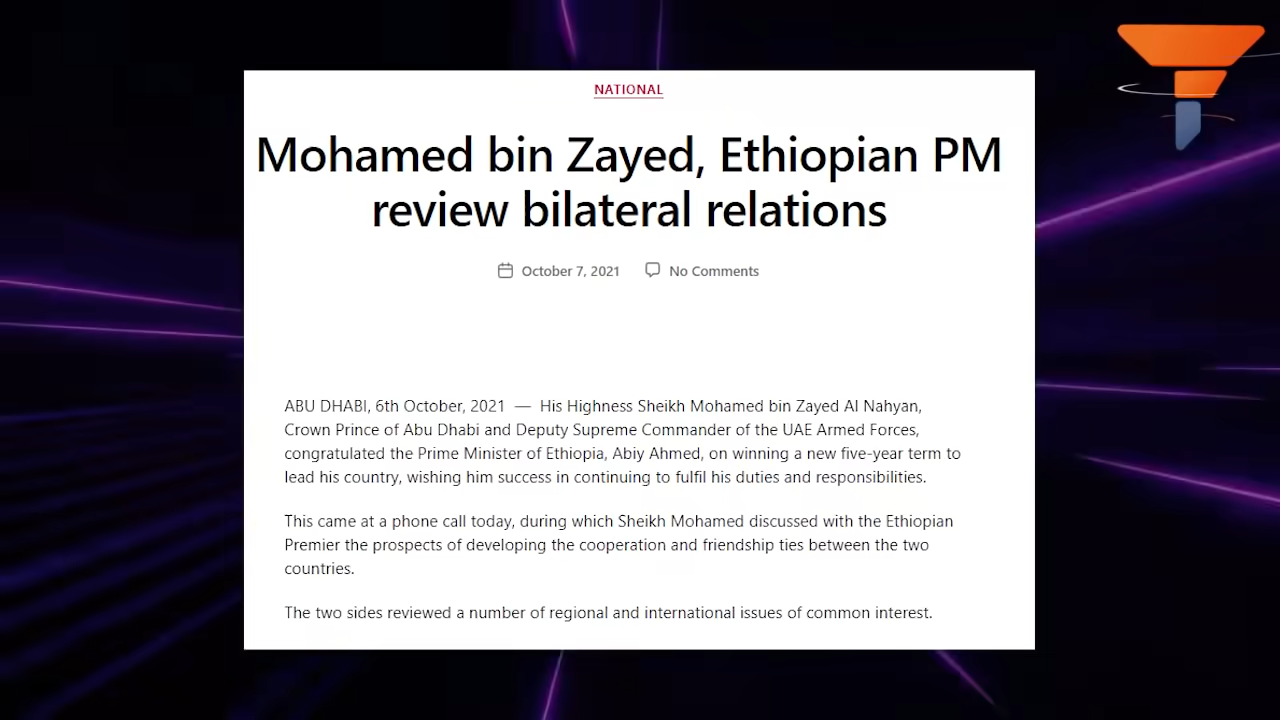 NATIONAL
Mohamed bin Zayed, Ethiopian PM
review bilateral relations
October 7, 2021 No Comments
ABU DHABI, 6th October, 2021 — His Highness Sheikh Mohamed bin Zayed Al Nahyan,
Crown Prince of Abu Dhabi and Deputy Supreme Commander of the UAE Armed Forces,
congratulated the Prime Minister of Ethiopia, Abiy Ahmed, on winning a new five-year term to
lead his country, wishing him success in continuing to fulfil his duties and responsibilities.
This came at a phone call today, during which Sheikh Mohamed discussed with the Ethiopian
Premier the prospects of developing the cooperation and friendship ties between the two
countries.
The two sides reviewed a number of regional and international issues of common interest.